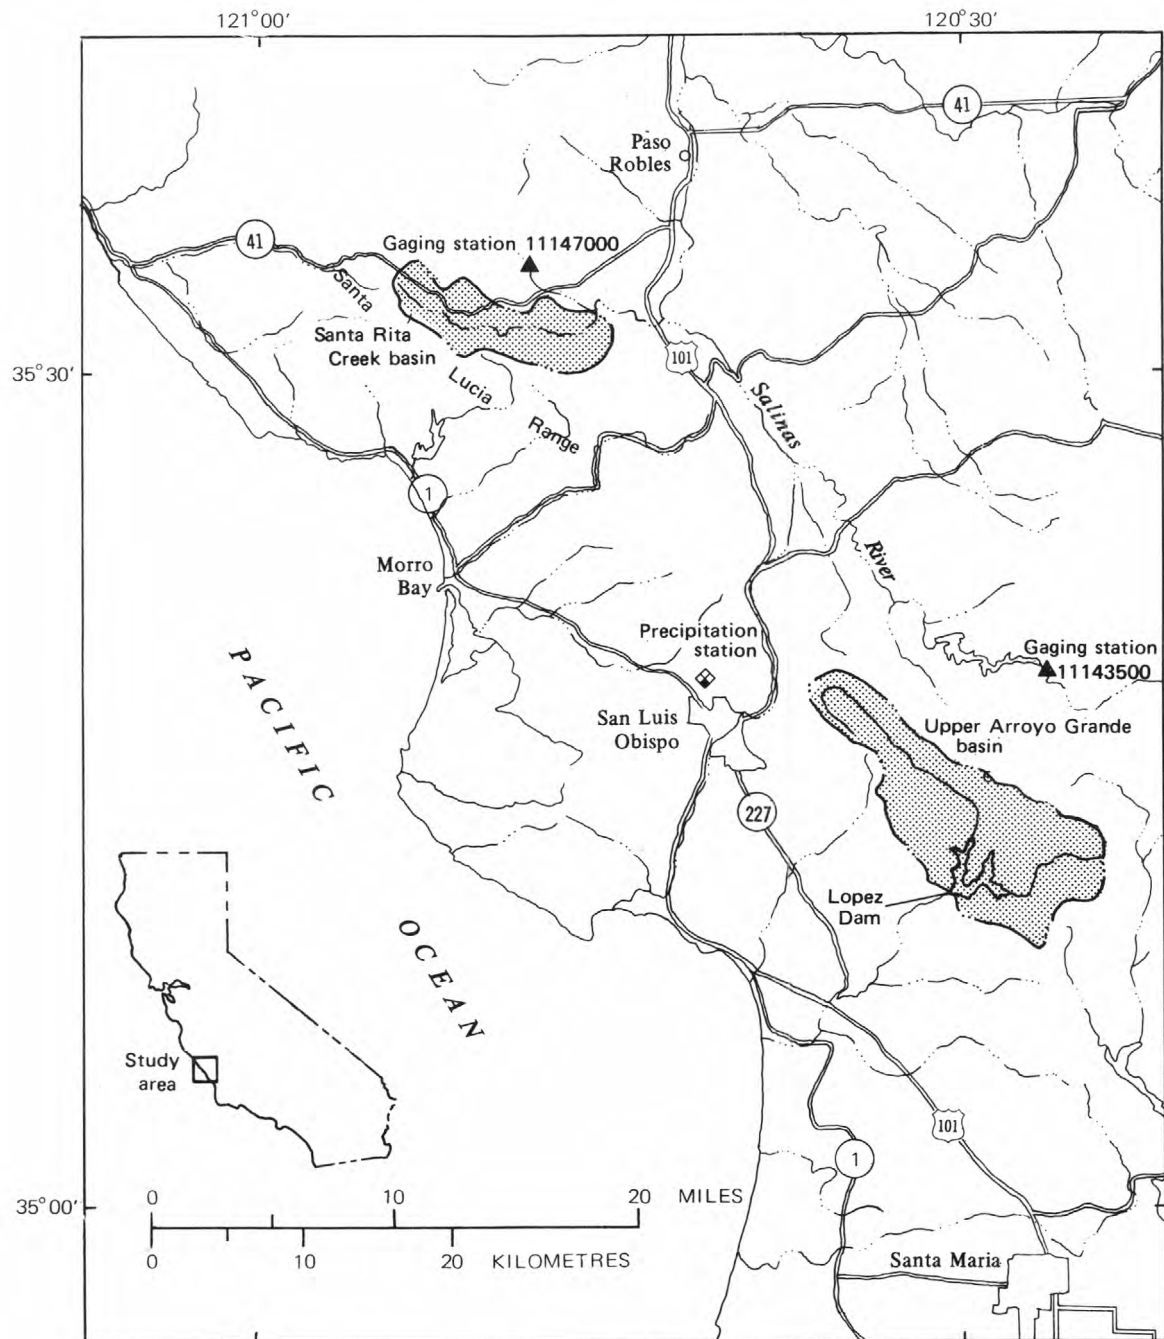 121°00'
120°30'
41
Paso
Robles
41
Gaging station 11147000
Santa
Santa Rita
Creek basin
35°30'
101
Lucia
Salinas
Range
1
River
Morro
Bay
Precipitation
station
Gaging station
11143500
PACIFIC
San Luis
Obispo
Upper Arroyo Grande
basin
227
Lopez
Dam
OCEAN
Study
area
101
1
35°00'
0 10 20 MILES
0 10 20 KILOMETRES
Santa Maria